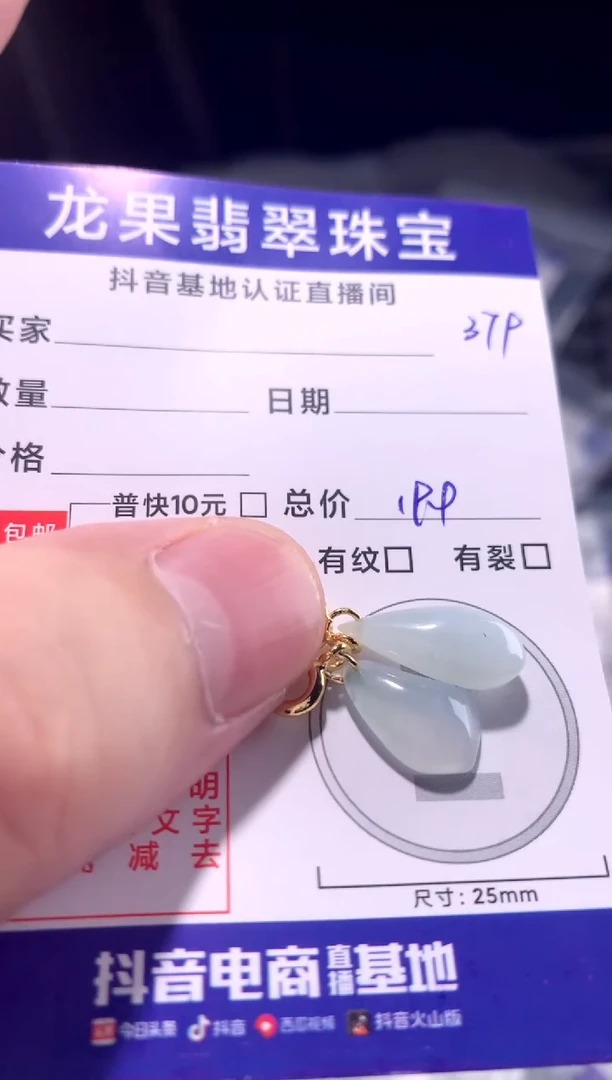 龙果翡翠珠宝
抖音基地认证直播间
买家 37P
数量 日期
价格
普快10元 总价
包邮
有纹 有裂
明
文 字
减 去
尺寸: 25mm
抖音电商直播基地
今日头条 抖音 西瓜视频 抖音火山版